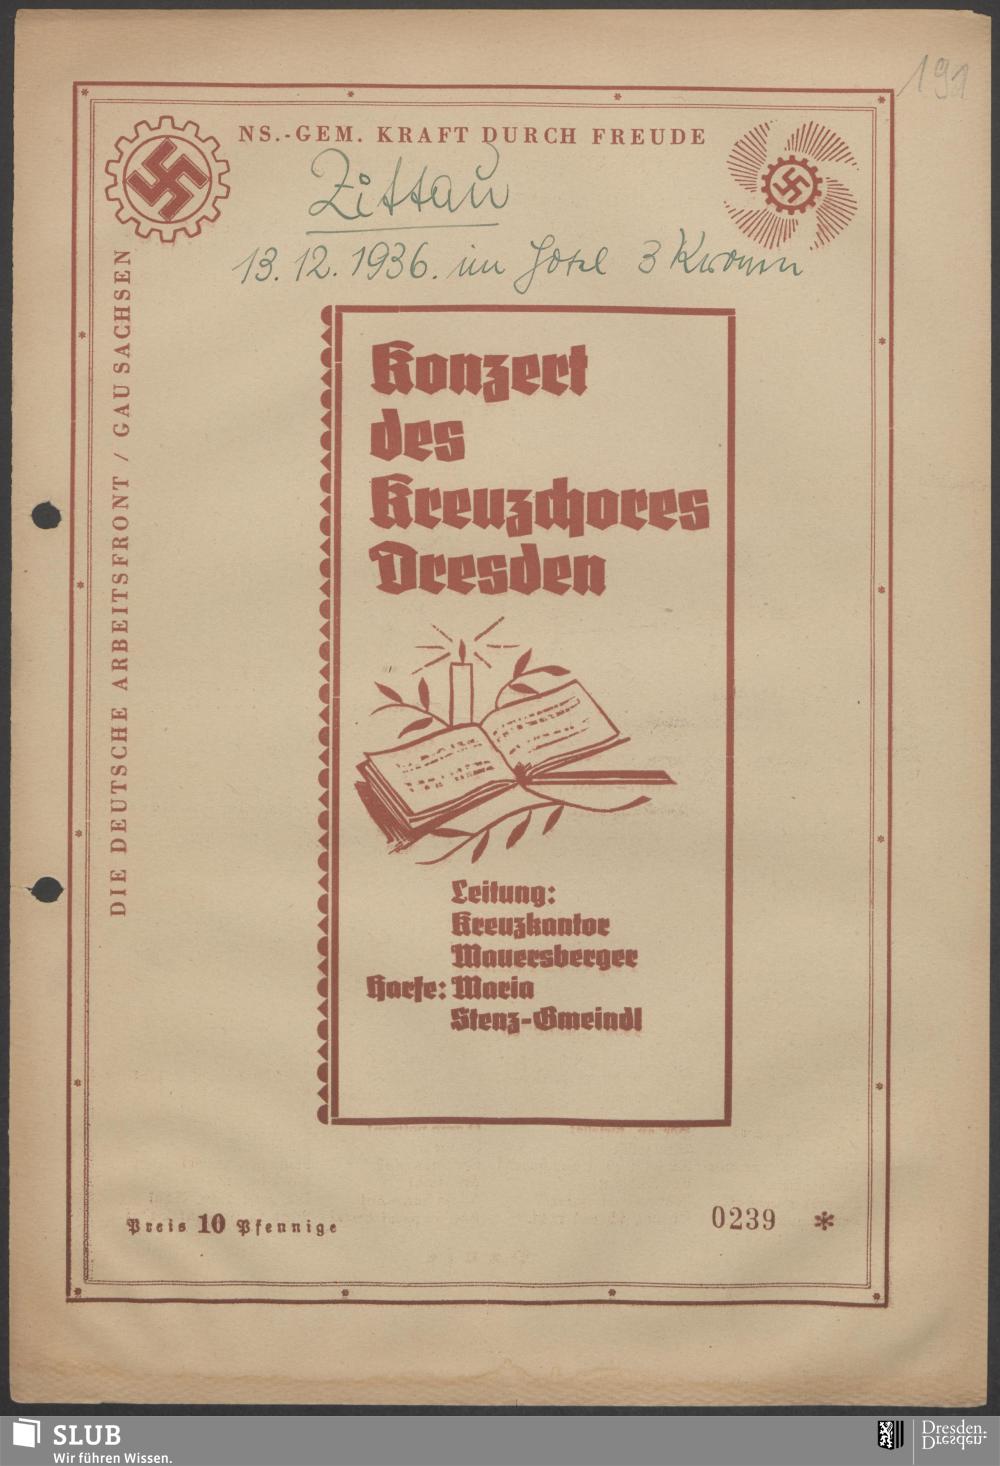 191
NS.-GEM. KRAFT DURCH FREUDE
Zittau
13. 12. 1936. im Hotel 3 Kronen
DIE DEUTSCHE ARBEITSFRONT / GAU SACHSEN
Konzert
des
Kreuzchores
Dresden
Leitung:
Kreuzkantor
Mauersberger
Harfe: Maria
Stenz-Gmeindl
Preis 10 Pfennige
0239 *
SLUB
Wir führen Wissen.
Dresden.
Dresden.